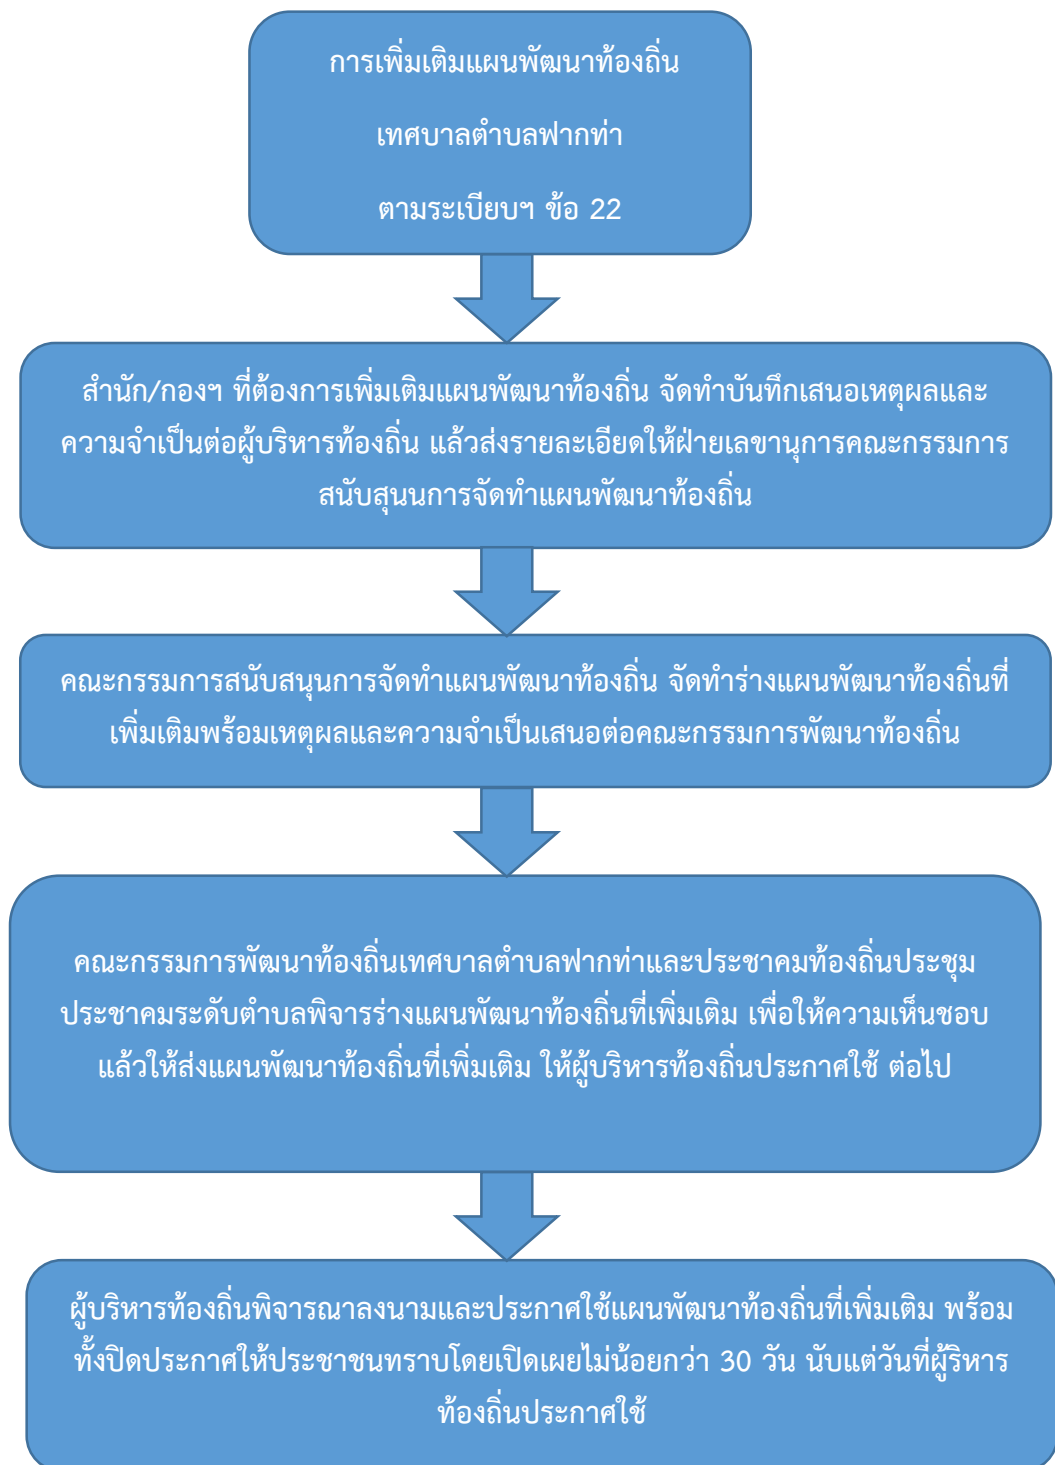 การเพิ่มเติมแผนพัฒนาท้องถิ่น
เทศบาลตำบลฟากท่า
ตามระเบียบฯ ข้อ 22
สำนัก/กองฯ ที่ต้องการเพิ่มเติมแผนพัฒนาท้องถิ่น จัดทำบันทึกเสนอเหตุผลและ
ความจำเป็นต่อผู้บริหารท้องถิ่น แล้วส่งรายละเอียดให้ฝ่ายเลขานุการคณะกรรมการ
สนับสุนนการจัดทำแผนพัฒนาท้องถิ่น
คณะกรรมการสนับสนุนการจัดทำแผนพัฒนาท้องถิ่น จัดทำร่างแผนพัฒนาท้องถิ่นที่
เพิ่มเติมพร้อมเหตุผลและความจำเป็นเสนอต่อคณะกรรมการพัฒนาท้องถิ่น
คณะกรรมการพัฒนาท้องถิ่นเทศบาลตำบลฟากท่าและประชาคมท้องถิ่นประชุม
ประชาคมระดับตำบลพิจารร่างแผนพัฒนาท้องถิ่นที่เพิ่มเติม เพื่อให้ความเห็นชอบ
แล้วให้ส่งแผนพัฒนาท้องถิ่นที่เพิ่มเติม ให้ผู้บริหารท้องถิ่นประกาศใช้ ต่อไป
ผู้บริหารท้องถิ่นพิจารณาลงนามและประกาศใช้แผนพัฒนาท้องถิ่นที่เพิ่มเติม พร้อม
ทั้งปิดประกาศให้ประชาชนทราบโดยเปิดเผยไม่น้อยกว่า 30 วัน นับแต่วันที่ผู้ริหาร
ท้องถิ่นประกาศใช้